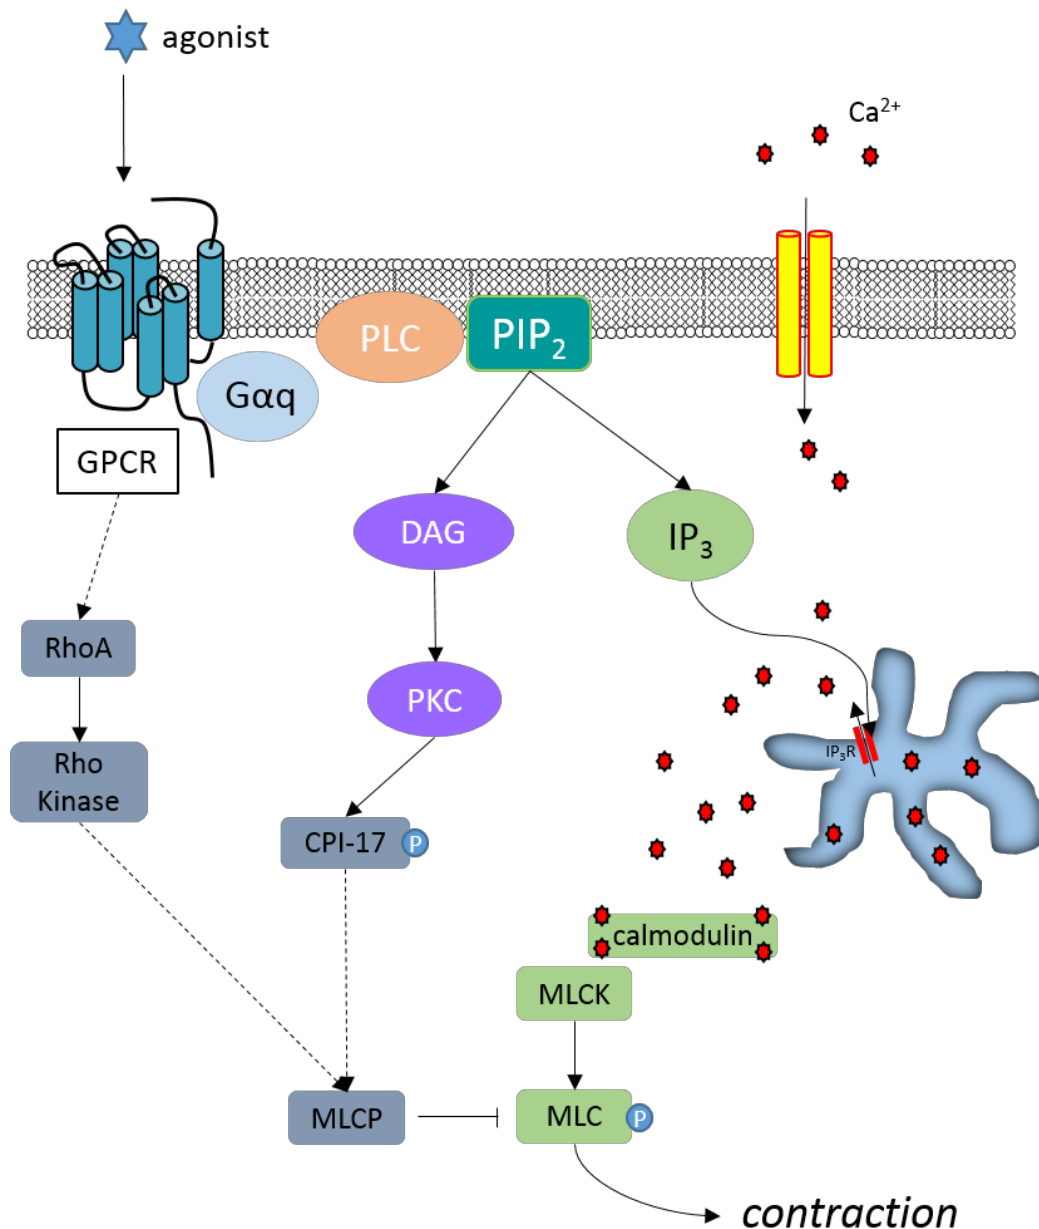 agonist
Ca²⁺
PLC
PIP₂
Gαq
GPCR
DAG
IP₃
RhoA
PKC
Rho
Kinase
IP₃R
CPI-17
P
calmodulin
MLCK
MLCP
MLC
P
contraction